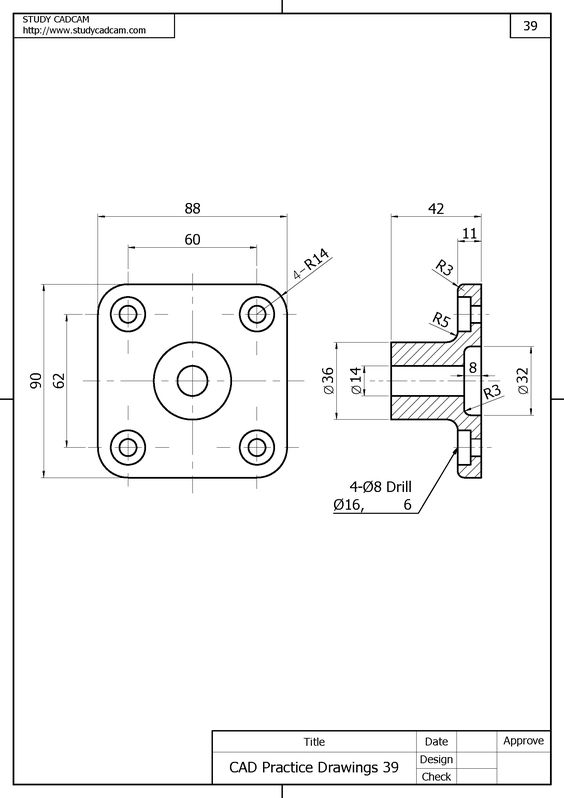 STUDY CADCAM
http://www.studycadcam.com
39
88
60
4-R14
90
62
42
11
R3
R5
Ø36
Ø14
8
Ø32
R3
4-Ø8 Drill
Ø16, 6
Title
Date
Approve
CAD Practice Drawings 39
Design
Check